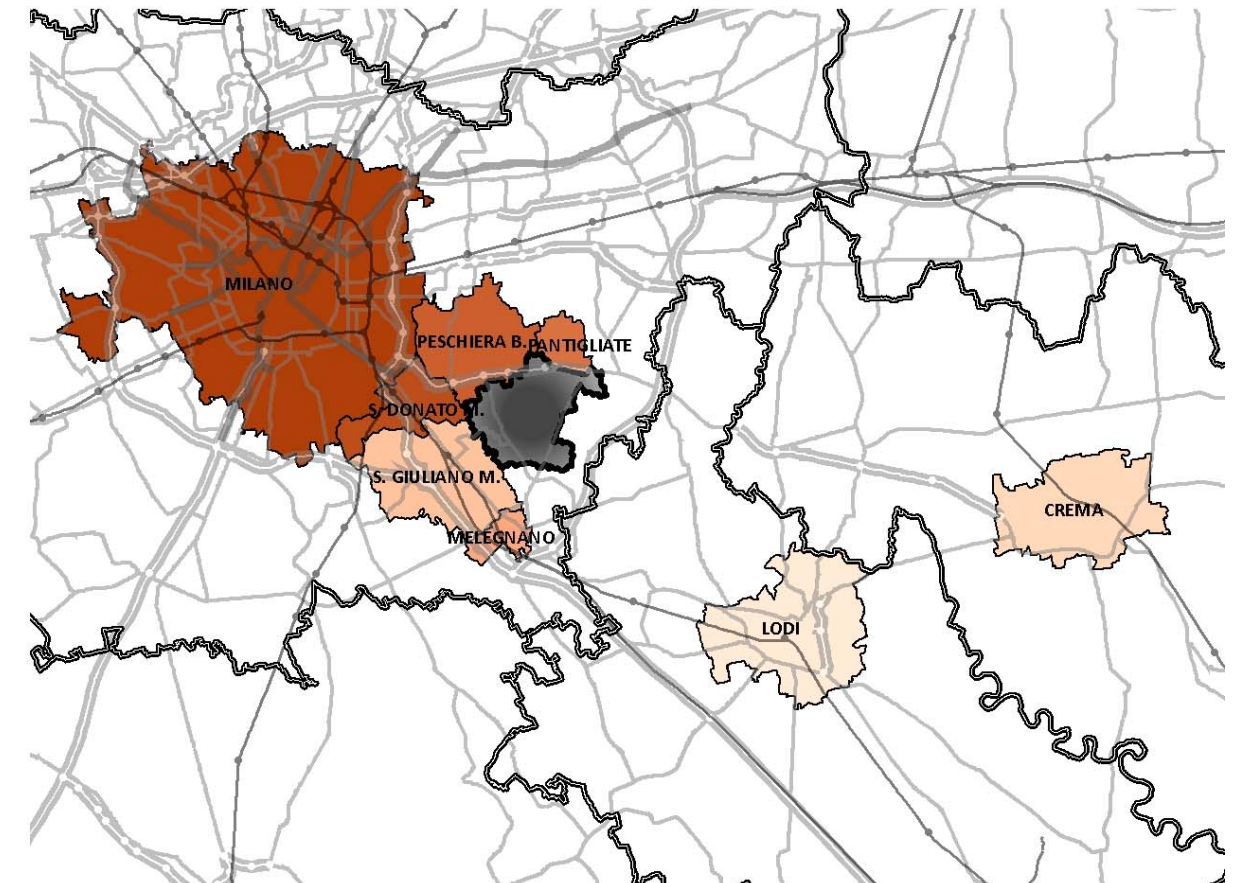 MILANO
PESCHIERA B.
PANTIGLIATE
S. DONATO M.
S. GIULIANO M.
MELEGNANO
CREMA
LODI